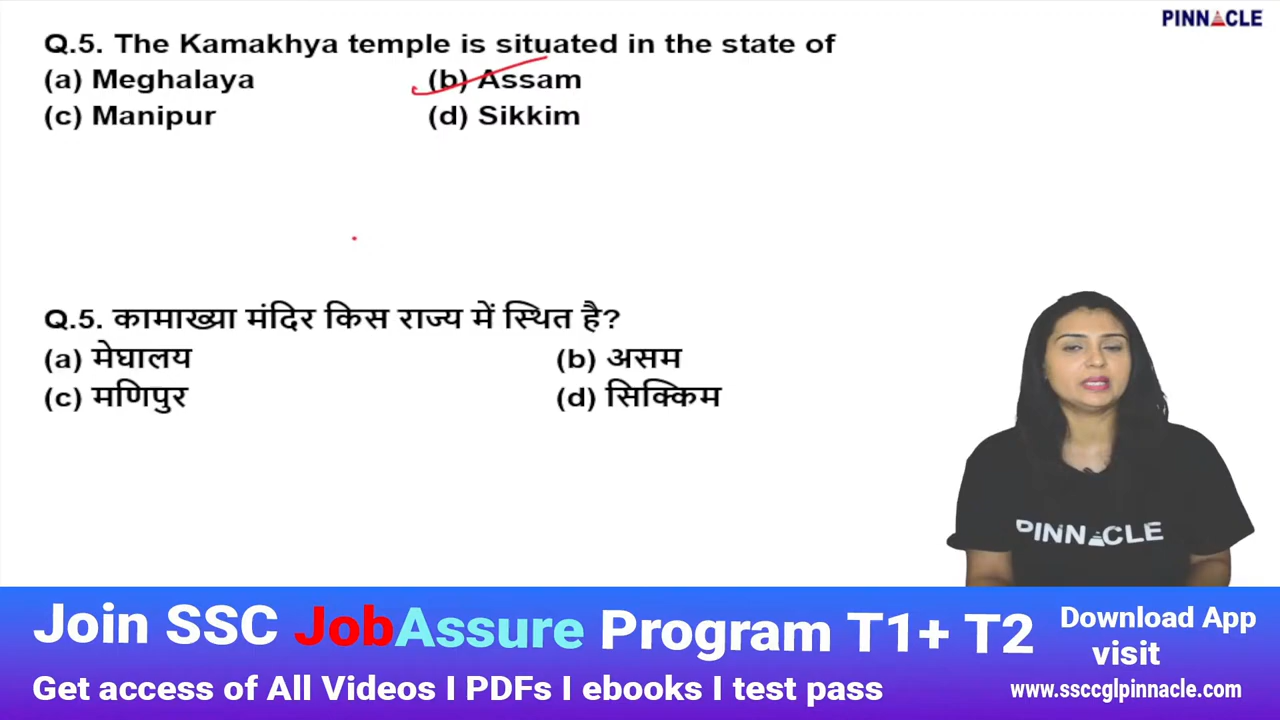 PINNACLE
Q.5. The Kamakhya temple is situated in the state of
(a) Meghalaya (b) Assam
(c) Manipur (d) Sikkim
Q.5. कामाख्या मंदिर किस राज्य में स्थित है?
(a) मेघालय (b) असम
(c) मणिपुर (d) सिक्किम
PINNACLE
Join SSC JobAssure Program T1+ T2
Get access of All Videos I PDFs I ebooks I test pass
Download App
visit
www.ssccglpinnacle.com